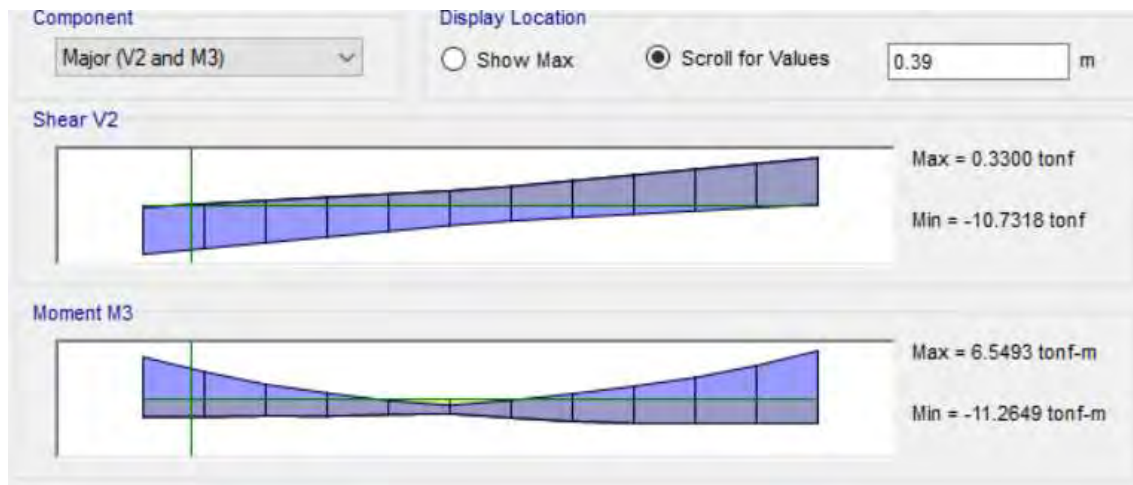 Component
Display Location
Major (V2 and M3)
Show Max
Scroll for Values
0.39
m
Shear V2
Max = 0.3300 tonf
Min = -10.7318 tonf
Moment M3
Max = 6.5493 tonf-m
Min = -11.2649 tonf-m